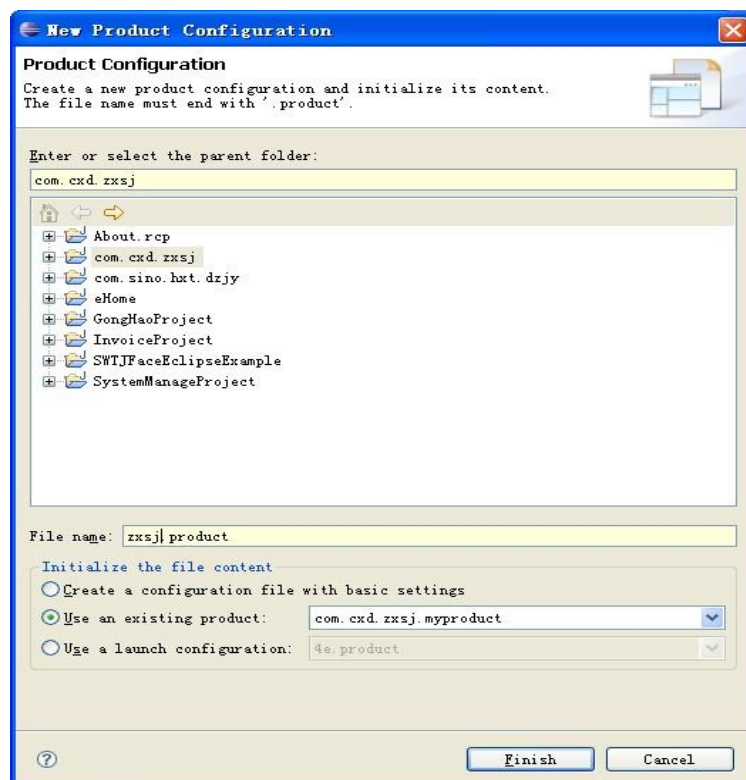 New Product Configuration
Product Configuration
Create a new product configuration and initialize its content.
The file name must end with '.product'.
Enter or select the parent folder:
com.cxd.zxsj
About.rcp
com.cxd.zxsj
com.sino.hxt.dzjy
eHome
GongHaoProject
InvoiceProject
SWTJFaceEclipseExample
SystemManageProject
File name: zxsj.product
Initialize the file content
Create a configuration file with basic settings
Use an existing product: com.cxd.zxsj.myproduct
Use a launch configuration: 4e.product
Finish Cancel